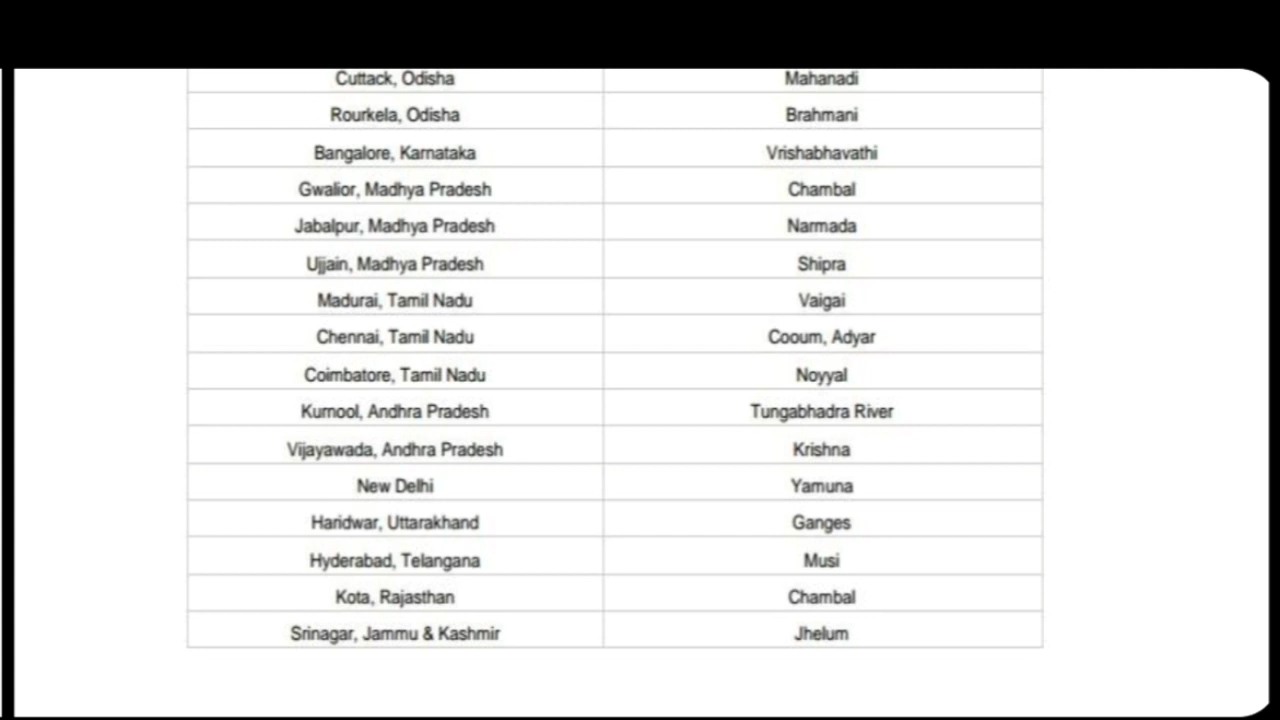 Cuttack, Odisha Mahanadi
Rourkela, Odisha Brahmani
Bangalore, Karnataka Vrishabhavathi
Gwalior, Madhya Pradesh Chambal
Jabalpur, Madhya Pradesh Narmada
Ujjain, Madhya Pradesh Shipra
Madurai, Tamil Nadu Vaigai
Chennai, Tamil Nadu Cooum, Adyar
Coimbatore, Tamil Nadu Noyyal
Kurnool, Andhra Pradesh Tungabhadra River
Vijayawada, Andhra Pradesh Krishna
New Delhi Yamuna
Haridwar, Uttarakhand Ganges
Hyderabad, Telangana Musi
Kota, Rajasthan Chambal
Srinagar, Jammu & Kashmir Jhelum